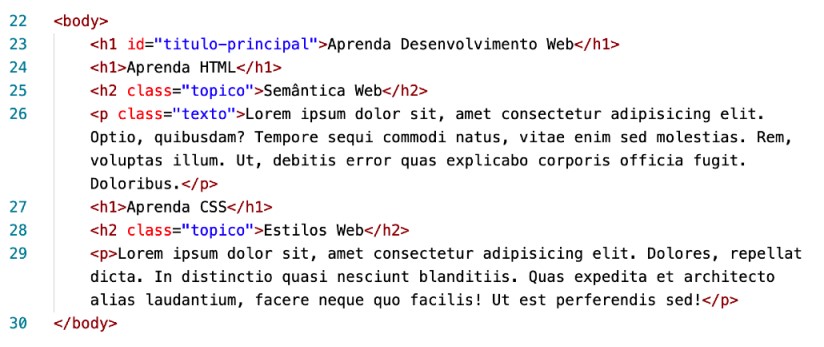 22 <body>
23 <h1 id="titulo-principal">Aprenda Desenvolvimento Web</h1>
24 <h1>Aprenda HTML</h1>
25 <h2 class="topico">Semântica Web</h2>
26 <p class="texto">Lorem ipsum dolor sit, amet consectetur adipisicing elit.
Optio, quibusdam? Tempore sequi commodi natus, vitae enim sed molestias. Rem,
voluptas illum. Ut, debitis error quas explicabo corporis officia fugit.
Doloribus.</p>
27 <h1>Aprenda CSS</h1>
28 <h2 class="topico">Estilos Web</h2>
29 <p>Lorem ipsum dolor sit, amet consectetur adipisicing elit. Dolores, repellat
dicta. In distinctio quasi nesciunt blanditiis. Quas expedita et architecto
alias laudantium, facere neque quo facilis! Ut est perferendis sed!</p>
30 </body>